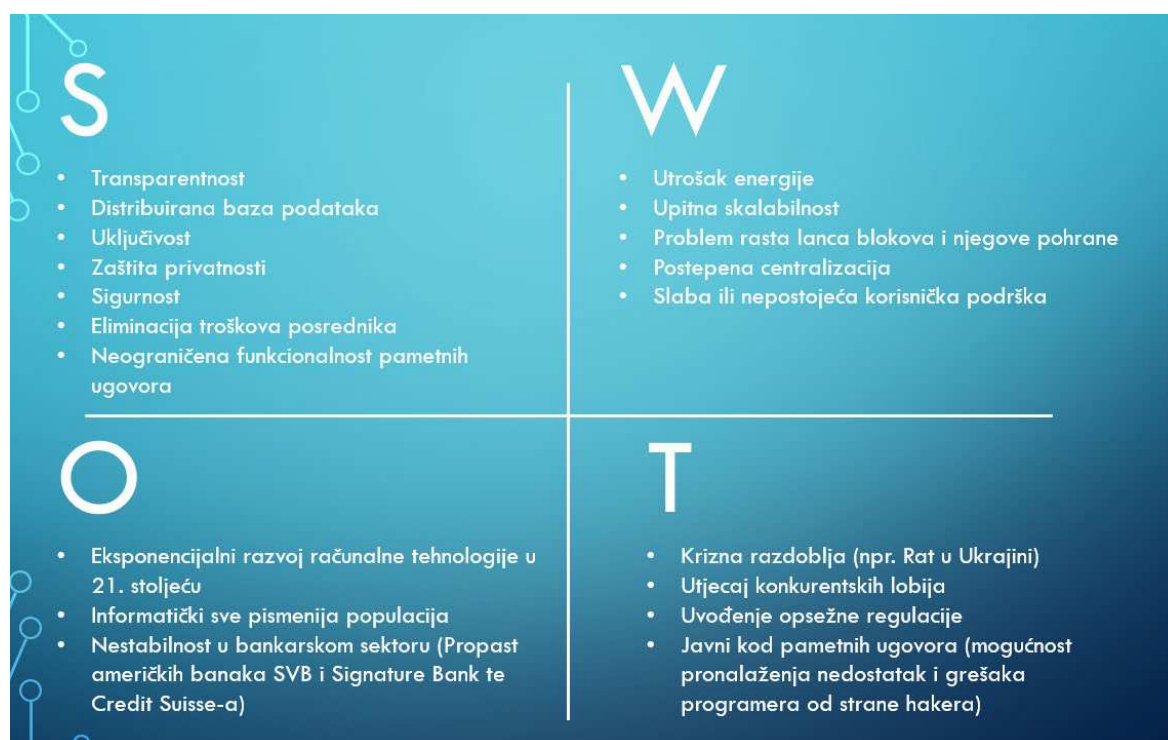 S
• Transparentnost
• Distribuirana baza podataka
• Uključivost
• Zaštita privatnosti
• Sigurnost
• Eliminacija troškova posrednika
• Neograničena funkcionalnost pametnih
ugovora
W
• Utrošak energije
• Upitna skalabilnost
• Problem rasta lanca blokova i njegove pohrane
• Postepena centralizacija
• Slaba ili nepostojeća korisnička podrška
O
• Eksponencijalni razvoj računalne tehnologije u
21. stoljeću
• Informatički sve pismenija populacija
• Nestabilnost u bankarskom sektoru (Propast
američkih banaka SVB i Signature Bank te
Credit Suisse-a)
T
• Krizna razdoblja (npr. Rat u Ukrajini)
• Utjecaj konkurentskih lobija
• Uvođenje opsežne regulacije
• Javni kod pametnih ugovora (mogućnost
pronalaženja nedostatak i grešaka
programera od strane hakera)